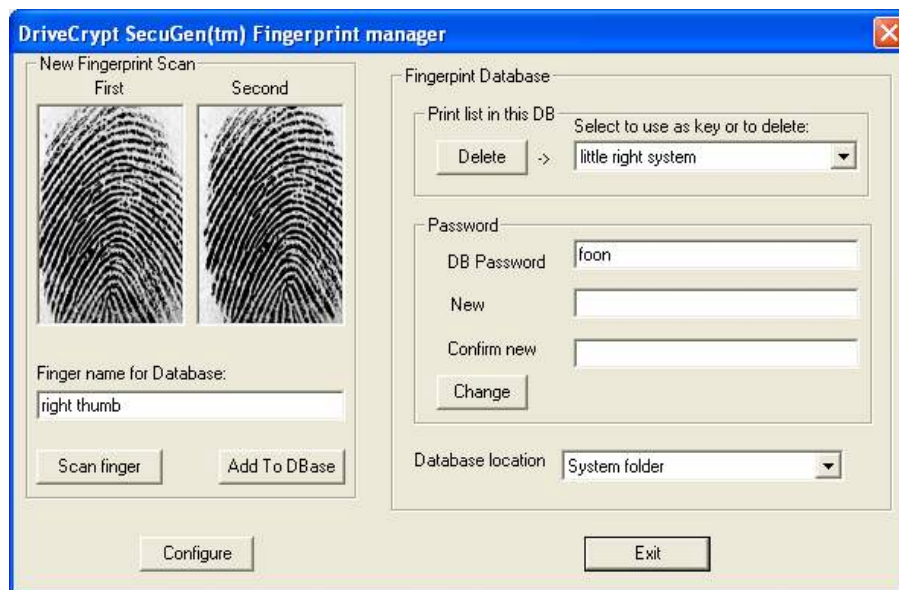 DriveCrypt SecuGen(tm) Fingerprint manager
New Fingerprint Scan
First Second
Finger name for Database:
right thumb
Scan finger Add To DBase
Configure
Fingerpint Database
Print list in this DB
Select to use as key or to delete:
Delete -> little right system
Password
DB Password foon
New
Confirm new
Change
Database location System folder
Exit